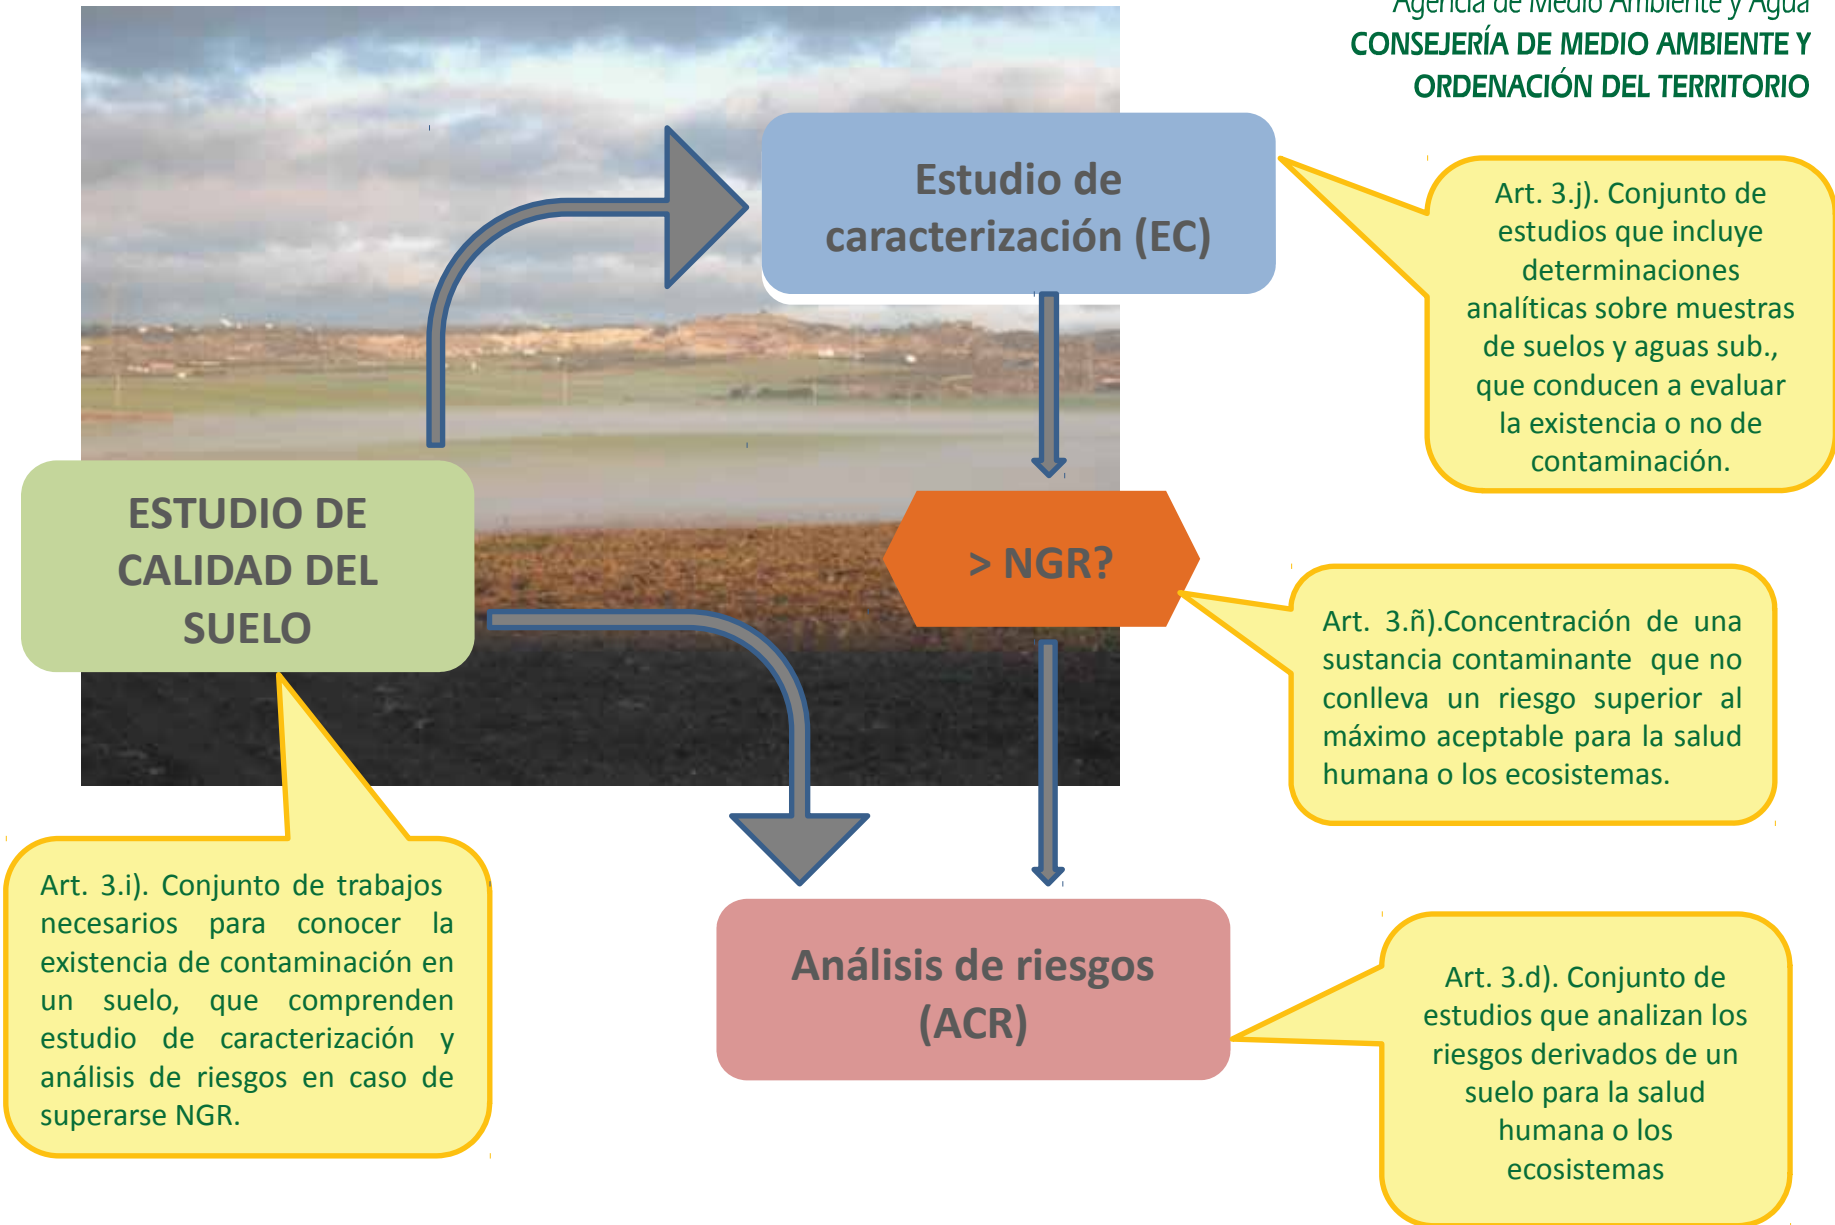 Agencia de Medio Ambiente y Agua
CONSEJERÍA DE MEDIO AMBIENTE Y
ORDENACIÓN DEL TERRITORIO
Estudio de
caracterización (EC)
Art. 3.j). Conjunto de
estudios que incluye
determinaciones
analíticas sobre muestras
de suelos y aguas sub.,
que conducen a evaluar
la existencia o no de
contaminación.
ESTUDIO DE
CALIDAD DEL
SUELO
> NGR?
Art. 3.ñ).Concentración de una
sustancia contaminante que no
conlleva un riesgo superior al
máximo aceptable para la salud
humana o los ecosistemas.
Art. 3.i). Conjunto de trabajos
necesarios para conocer la
existencia de contaminación en
un suelo, que comprenden
estudio de caracterización y
análisis de riesgos en caso de
superarse NGR.
Análisis de riesgos
(ACR)
Art. 3.d). Conjunto de
estudios que analizan los
riesgos derivados de un
suelo para la salud
humana o los
ecosistemas